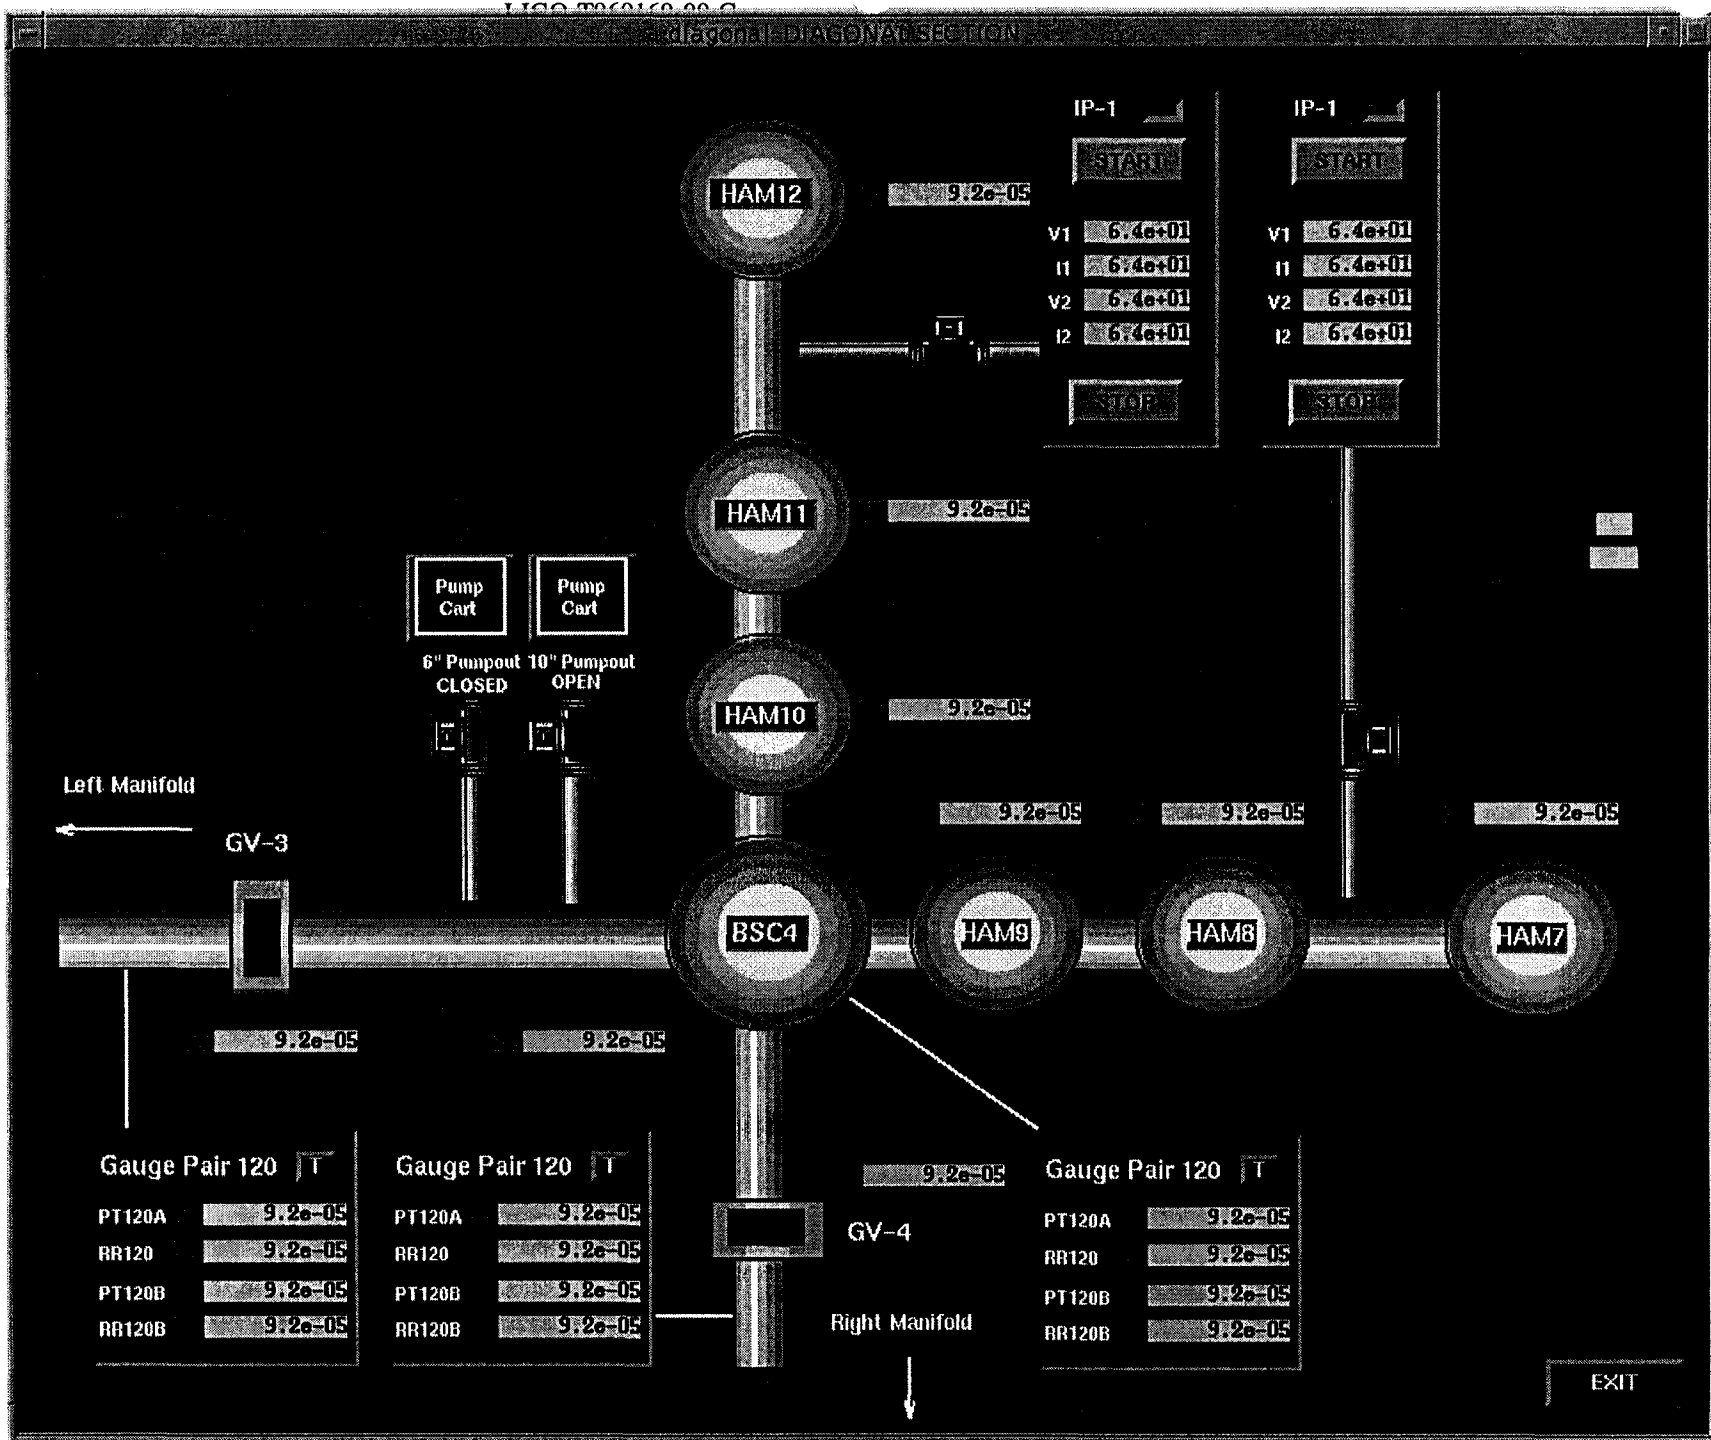 LIGO-T960160-00-C
diagonal-DIAGONAL SECTION
IP-1
START
V1 6.4e+01
I1 6.4e+01
V2 6.4e+01
I2 6.4e+01
STOP
IP-1
START
V1 6.4e+01
I1 6.4e+01
V2 6.4e+01
I2 6.4e+01
STOP
HAM12
9.2e-05
HAM11
9.2e-05
Pump
Cart
6" Pumpout
CLOSED
Pump
Cart
10" Pumpout
OPEN
HAM10
9.2e-05
Left Manifold
GV-3
9.2e-05
9.2e-05
9.2e-05
BSC4
HAM9
HAM8
HAM7
9.2e-05
9.2e-05
Gauge Pair 120 T
PT120A 9.2e-05
RR120 9.2e-05
PT120B 9.2e-05
RR120B 9.2e-05
Gauge Pair 120 T
PT120A 9.2e-05
RR120 9.2e-05
PT120B 9.2e-05
RR120B 9.2e-05
9.2e-05
GV-4
Right Manifold
Gauge Pair 120 T
PT120A 9.2e-05
RR120 9.2e-05
PT120B 9.2e-05
RR120B 9.2e-05
EXIT